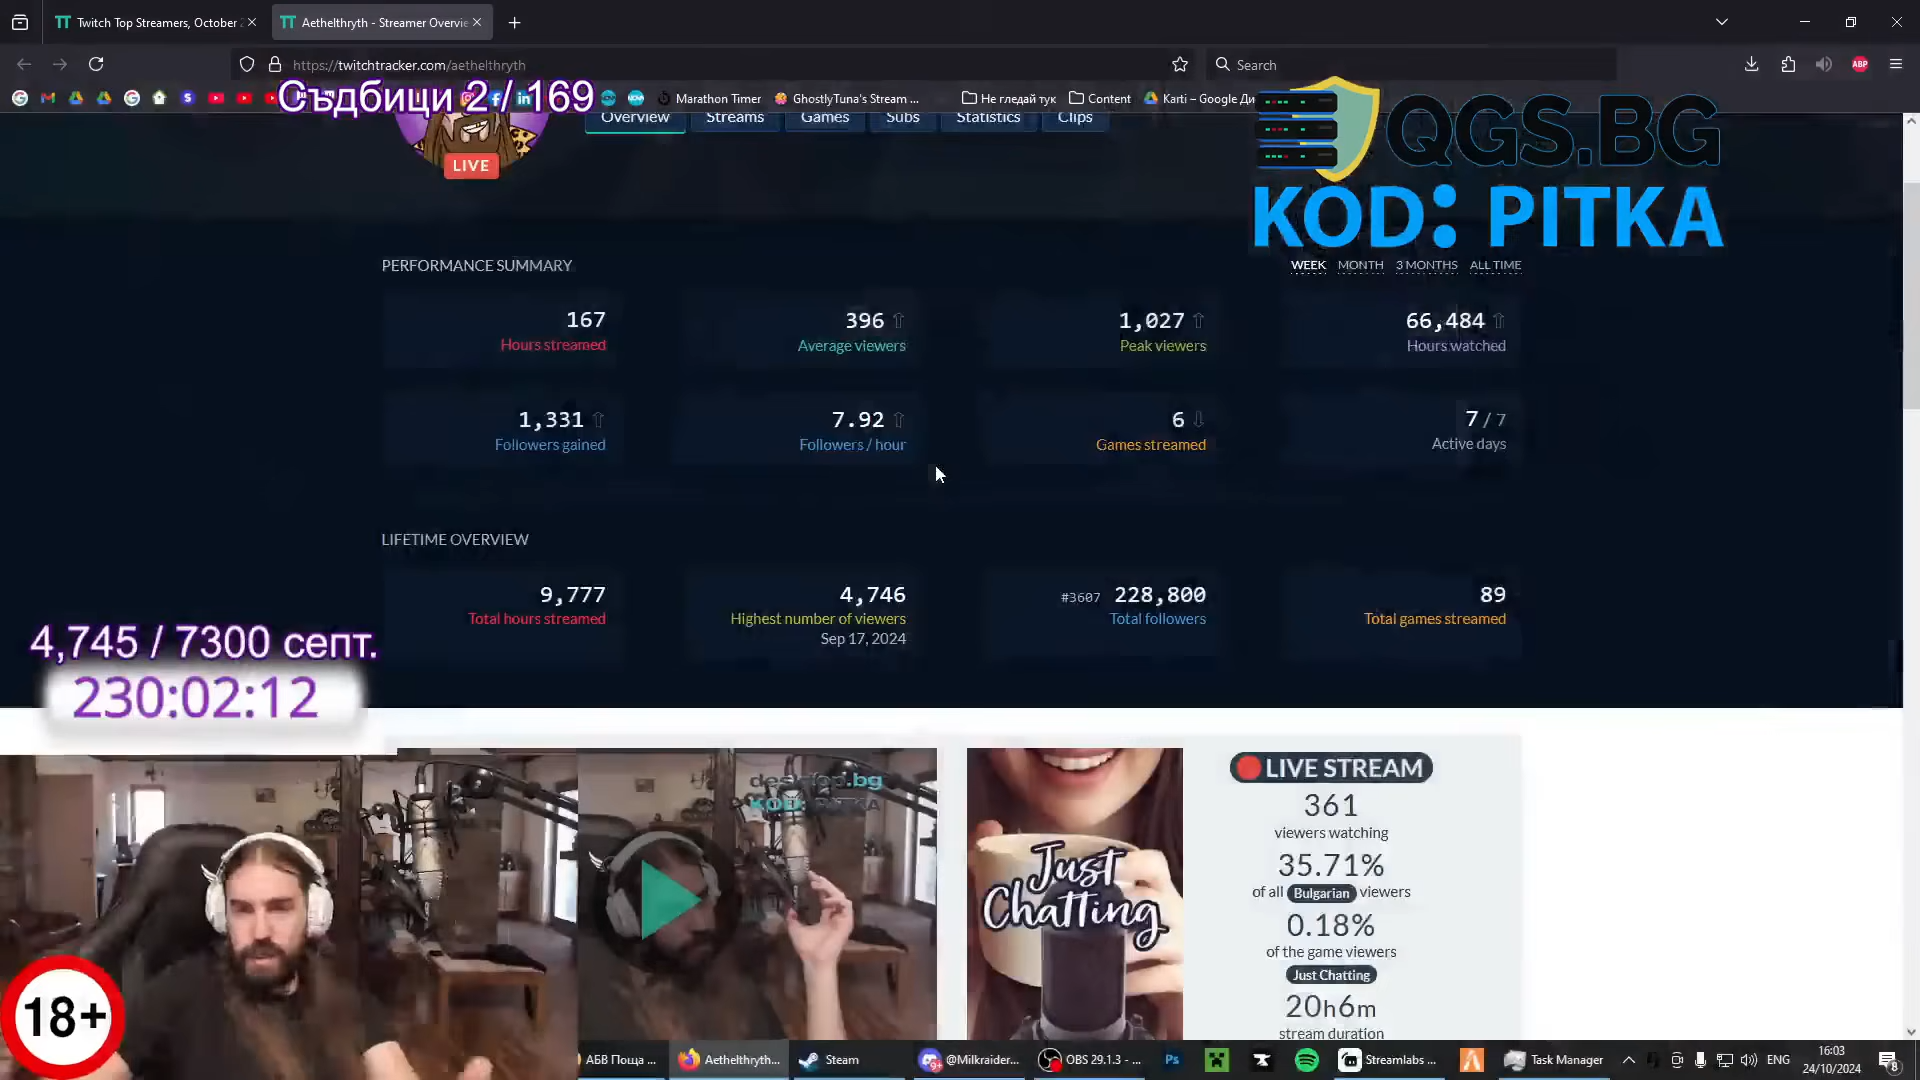 Twitch Top Streamers, October
Aethelthryth - Streamer Overvie
https://twitchtracker.com/aethelthryth
Search
ABP
Съдбици 2 / 169
Marathon Timer
GhostlyTuna's Stream ...
Не гледай тук
Content
Karti – Google Ди
QGS.BG
KOD: PITKA
LIVE
Overview
Streams
Games
Subs
Statistics
Clips
PERFORMANCE SUMMARY
WEEK MONTH 3 MONTHS ALL TIME
167
Hours streamed
396
Average viewers
1,027
Peak viewers
66,484
Hours watched
1,331
Followers gained
7.92
Followers / hour
6
Games streamed
7 / 7
Active days
LIFETIME OVERVIEW
9,777
Total hours streamed
4,746
Highest number of viewers
Sep 17, 2024
#3607 228,800
Total followers
89
Total games streamed
4,745 / 7300 септ.
230:02:12
.bg
KOD: PITKA
Just
Chatting
LIVE STREAM
361
viewers watching
35.71%
of all Bulgarian viewers
0.18%
of the game viewers
Just Chatting
20h6m
stream duration
18+
АБВ Поща ...
Aethelthryth...
Steam
@Milkraider...
OBS 29.1.3 - ...
Ps
Streamlabs ...
Task Manager
ENG
16:03
24/10/2024
8